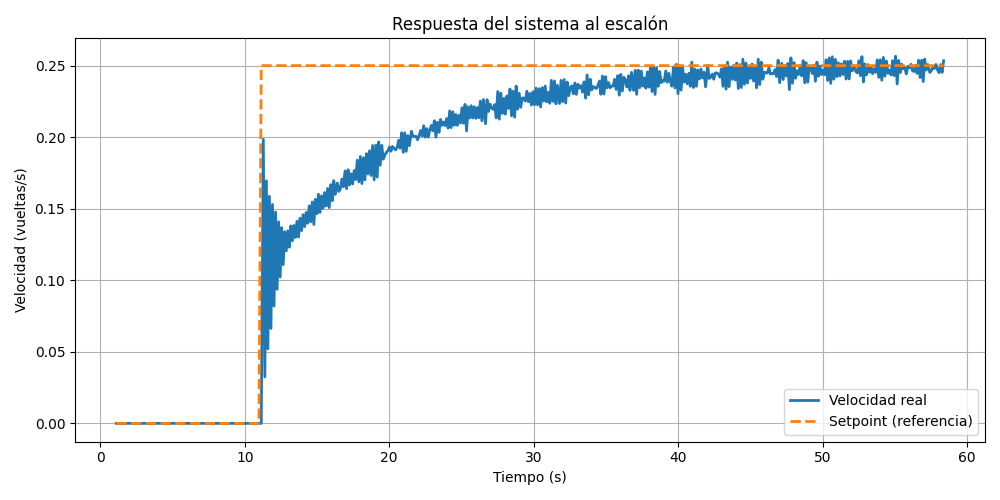 Respuesta del sistema al escalón
Velocidad (vueltas/s)
0.25
0.20
0.15
0.10
0.05
0.00
0 10 20 30 40 50 60
Tiempo (s)
Velocidad real
Setpoint (referencia)